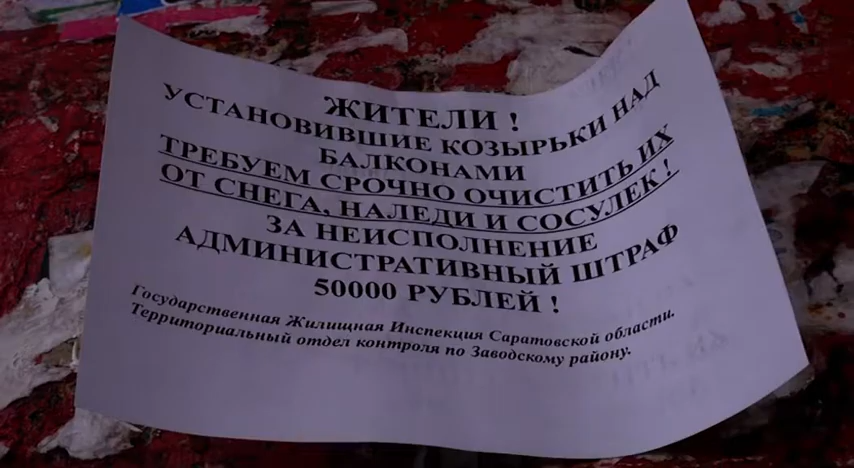 ЖИТЕЛИ !
УСТАНОВИВШИЕ КОЗЫРЬКИ НАД
БАЛКОНАМИ
ТРЕБУЕМ СРОЧНО ОЧИСТИТЬ ИХ
ОТ СНЕГА, НАЛЕДИ И СОСУЛЕК !
ЗА НЕИСПОЛНЕНИЕ
АДМИНИСТРАТИВНЫЙ ШТРАФ
50000 РУБЛЕЙ !
Государственная Жилищная Инспекция Саратовской области.
Территориальный отдел контроля по Заводскому району.